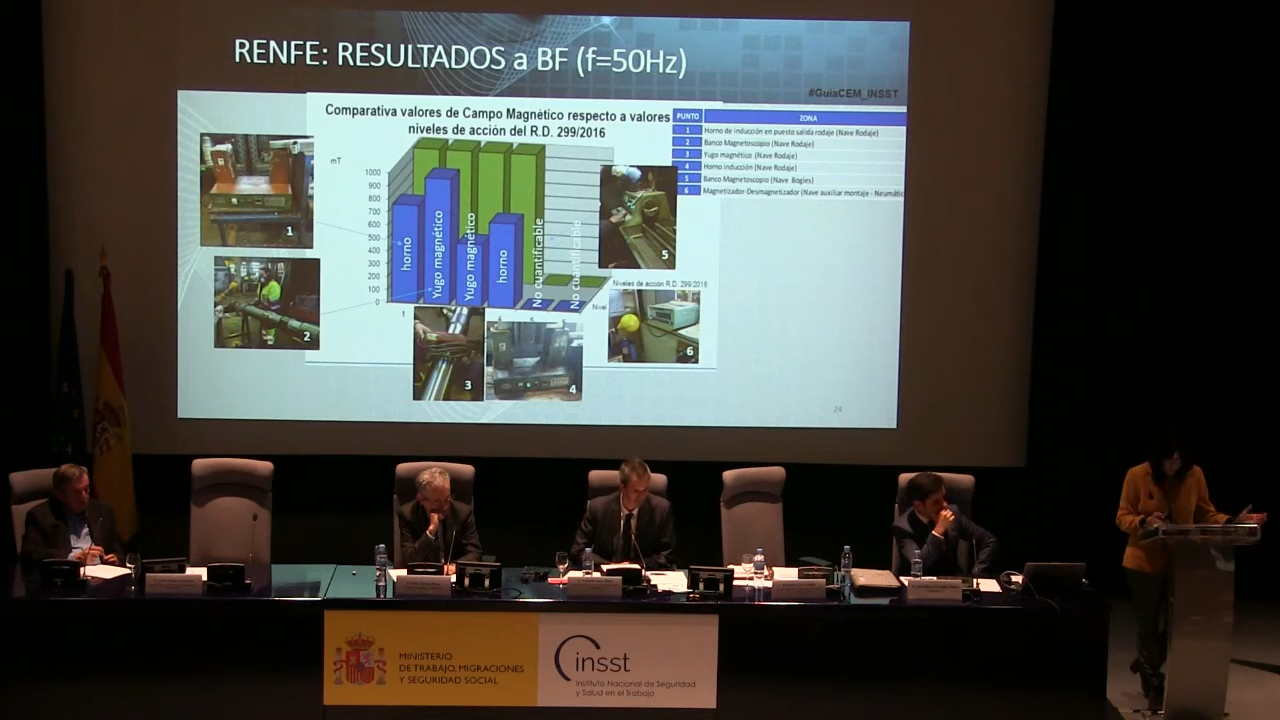 RENFE: RESULTADOS a BF (f=50Hz)
#GuiaCEM_INSST
Comparativa valores de Campo Magnético respecto a valores
niveles de acción del R.D. 299/2016
mT
1000
900
800
700
600
500
400
300
200
100
0
horno
Yugo magnético
Yugo magnético
horno
No cuantificable
No cuantificable
1
4
Nivel
Niveles de acción R.D. 299/2016
PUNTO ZONA
1 Horno de inducción en puesto salida rodaje (Nave Rodaje)
2 Banco Magnetoscopio (Nave Rodaje)
3 Yugo magnético (Nave Rodaje)
4 Horno inducción (Nave Rodaje)
5 Banco Magnetoscopio (Nave Bogies)
6 Magnetizador-Desmagnetizador (Nave auxiliar montaje - Neumátic
1
2
3
4
5
6
24
MINISTERIO
DE TRABAJO, MIGRACIONES
Y SEGURIDAD SOCIAL
insst
Instituto Nacional de Seguridad
y Salud en el Trabajo